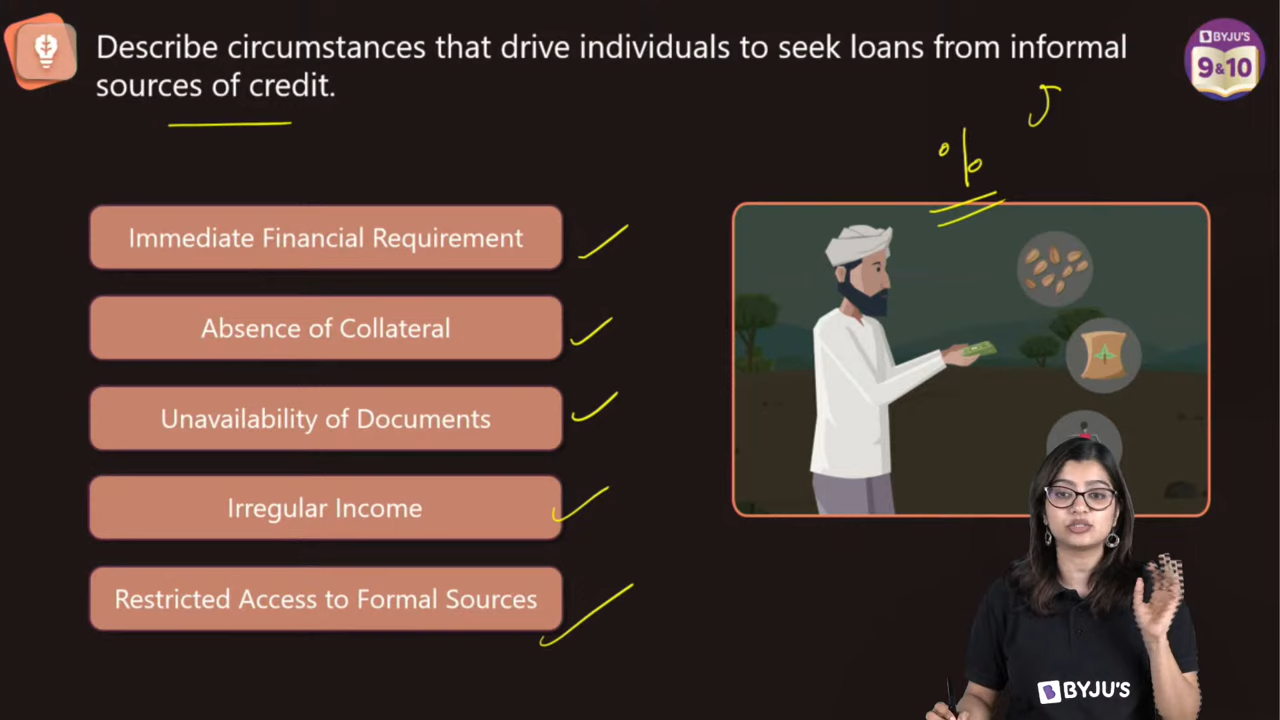 Describe circumstances that drive individuals to seek loans from informal
sources of credit.
BYJU'S
9&10
%
Immediate Financial Requirement
Absence of Collateral
Unavailability of Documents
Irregular Income
Restricted Access to Formal Sources
BYJU'S